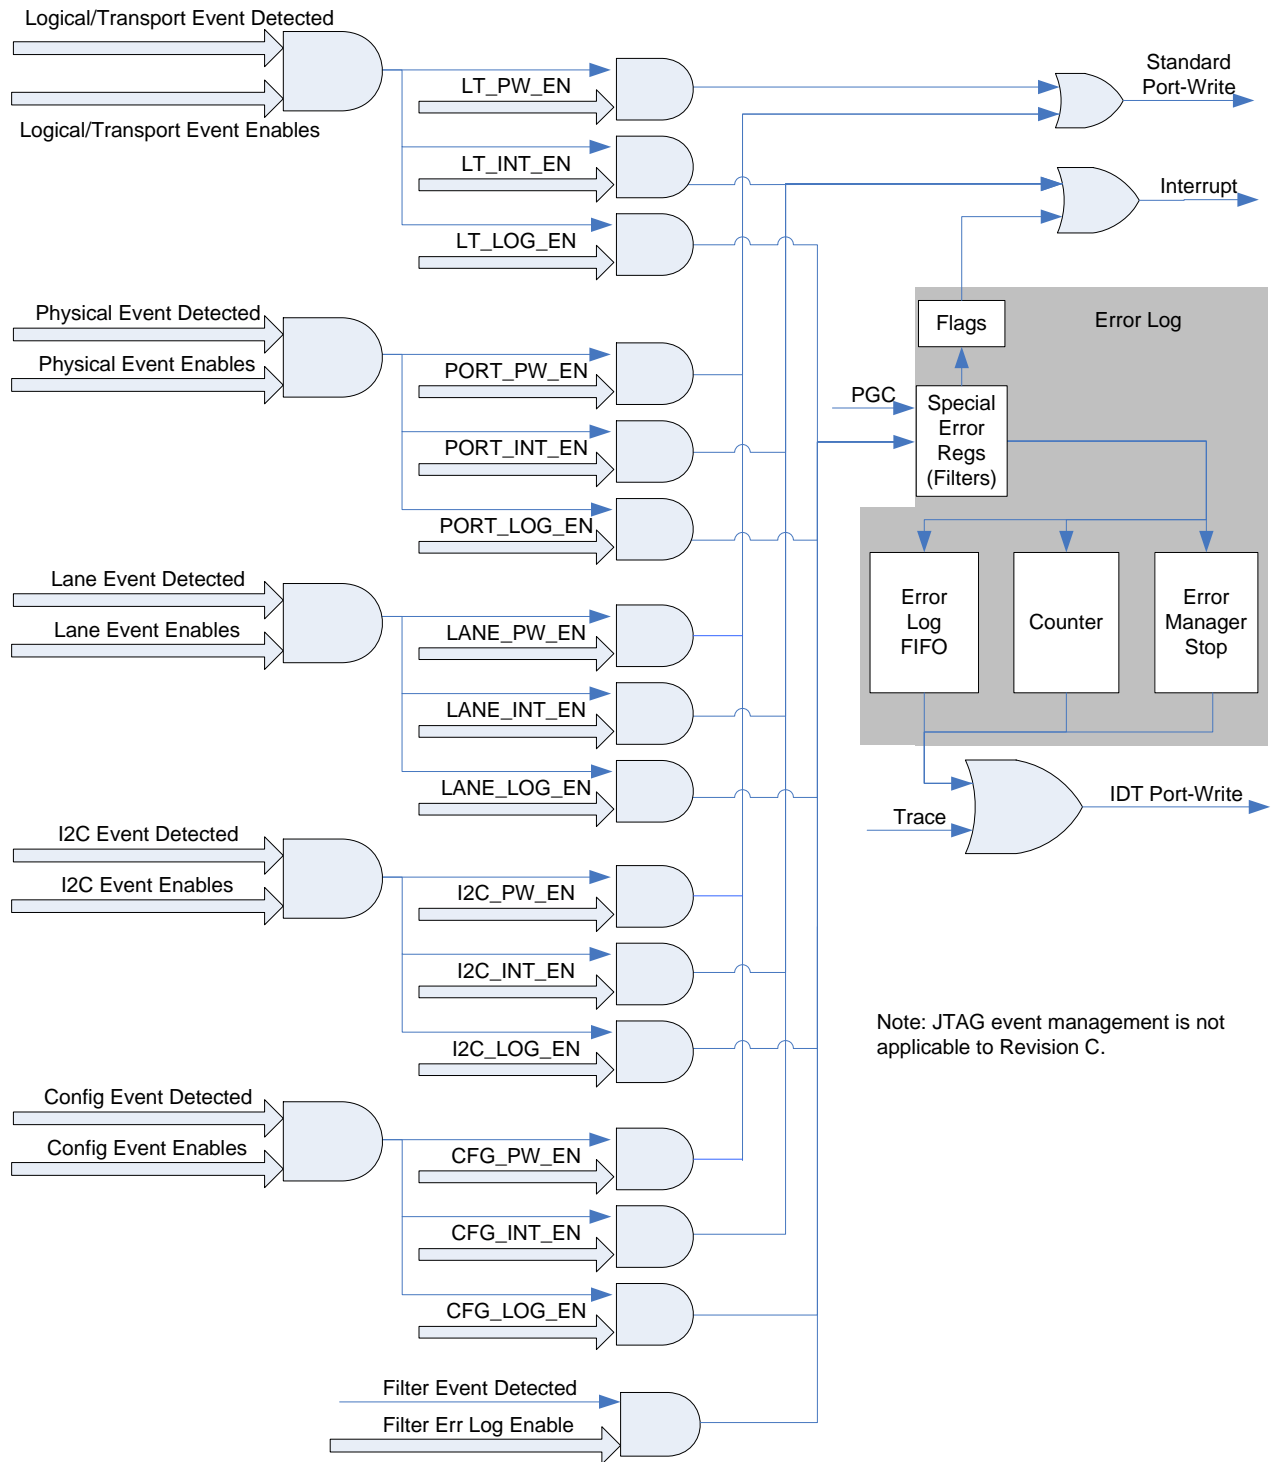 Logical/Transport Event Detected
Logical/Transport Event Enables
LT_PW_EN
LT_INT_EN
LT_LOG_EN
Standard
Port-Write
Interrupt
Physical Event Detected
Physical Event Enables
PORT_PW_EN
PORT_INT_EN
PORT_LOG_EN
Flags
Error Log
PGC
Special
Error
Regs
(Filters)
Error
Log
FIFO
Counter
Error
Manager
Stop
Lane Event Detected
Lane Event Enables
LANE_PW_EN
LANE_INT_EN
LANE_LOG_EN
Trace
IDT Port-Write
I2C Event Detected
I2C Event Enables
I2C_PW_EN
I2C_INT_EN
I2C_LOG_EN
Note: JTAG event management is not
applicable to Revision C.
Config Event Detected
Config Event Enables
CFG_PW_EN
CFG_INT_EN
CFG_LOG_EN
Filter Event Detected
Filter Err Log Enable